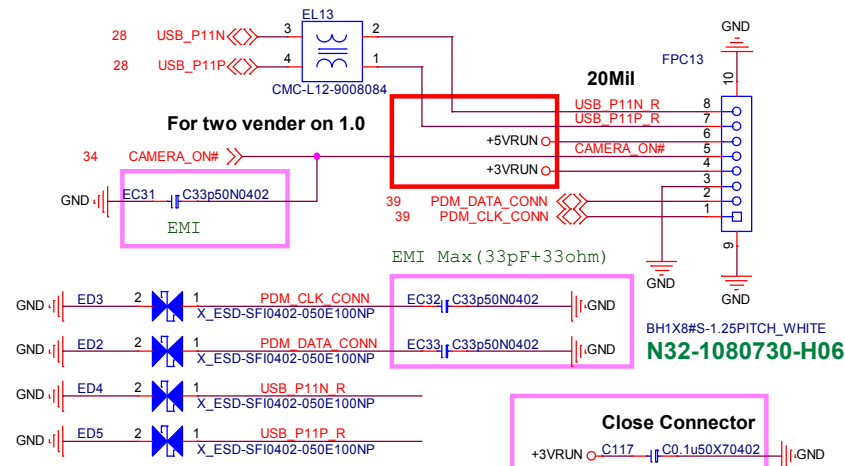 EL13
28 USB_P11N 3 2
28 USB_P11P 4 1
CMC-L12-9008084
GND
FPC13
10
20Mil
USB_P11N_R 8
USB_P11P_R 7
+5VRUN 6
For two vender on 1.0
34 CAMERA_ON# CAMERA_ON# 5
+3VRUN 4
3
39 PDM_DATA_CONN 2
39 PDM_CLK_CONN 1
9
GND EC31 C33p50N0402
EMI
EMI Max(33pF+33ohm)
GND
GND
GND ED3 2 1 PDM_CLK_CONN EC32 C33p50N0402 GND
X_ESD-SFI0402-050E100NP
GND ED2 2 1 PDM_DATA_CONN EC33 C33p50N0402 GND
X_ESD-SFI0402-050E100NP
BH1X8#S-1.25PITCH_WHITE
N32-1080730-H06
GND ED4 2 1 USB_P11N_R
X_ESD-SFI0402-050E100NP
GND ED5 2 1 USB_P11P_R
X_ESD-SFI0402-050E100NP
Close Connector
+3VRUN C117 C0.1u50X70402 GND